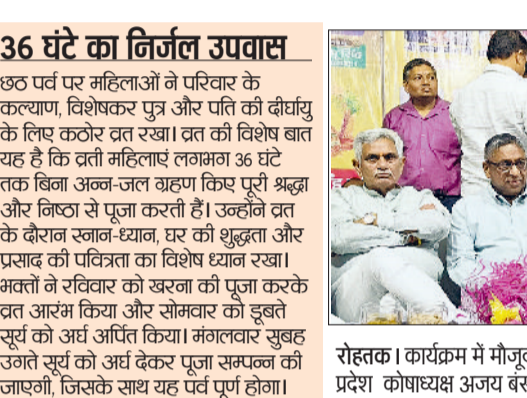 36 घंटे का निर्जल उपवास
छठ पर्व पर महिलाओं ने परिवार के
कल्याण, विशेषकर पुत्र और पति की दीर्घायु
के लिए कठोर व्रत रखा। व्रत की विशेष बात
यह है कि व्रती महिलाएं लगभग 36 घंटे
तक बिना अन्न-जल ग्रहण किए पूरी श्रद्धा
और निष्ठा से पूजा करती हैं। उन्होंने व्रत
के दौरान स्नान-ध्यान, घर की शुद्धता और
प्रसाद की पवित्रता का विशेष ध्यान रखा।
भक्तों ने रविवार को खरना की पूजा करके
व्रत आरंभ किया और सोमवार को डूबते
सूर्य को अर्घ अर्पित किया। मंगलवार सुबह
उगते सूर्य को अर्घ देकर पूजा सम्पन्न की
जाएगी, जिसके साथ यह पर्व पूर्ण होगा।
रोहतक। कार्यक्रम में
प्रदेश कोषाध्यक्ष अजय